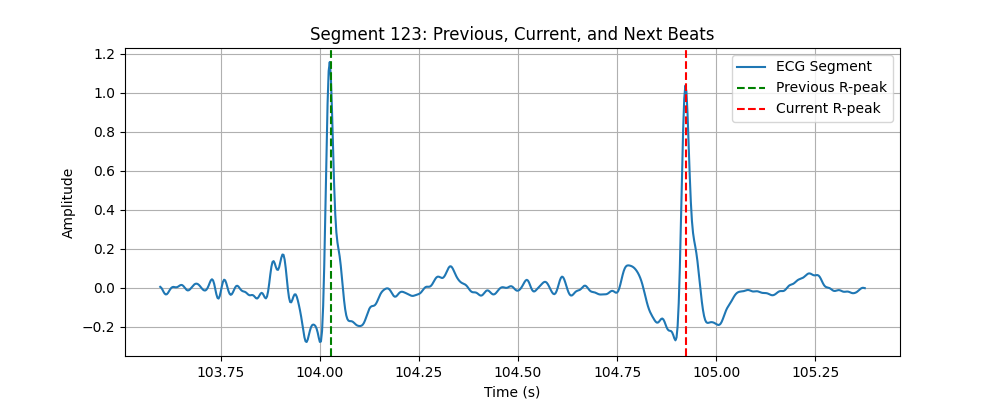 Segment 123: Previous, Current, and Next Beats
ECG Segment
Previous R-peak
Current R-peak
Amplitude
1.2
1.0
0.8
0.6
0.4
0.2
0.0
−0.2
103.75 104.00 104.25 104.50 104.75 105.00 105.25
Time (s)